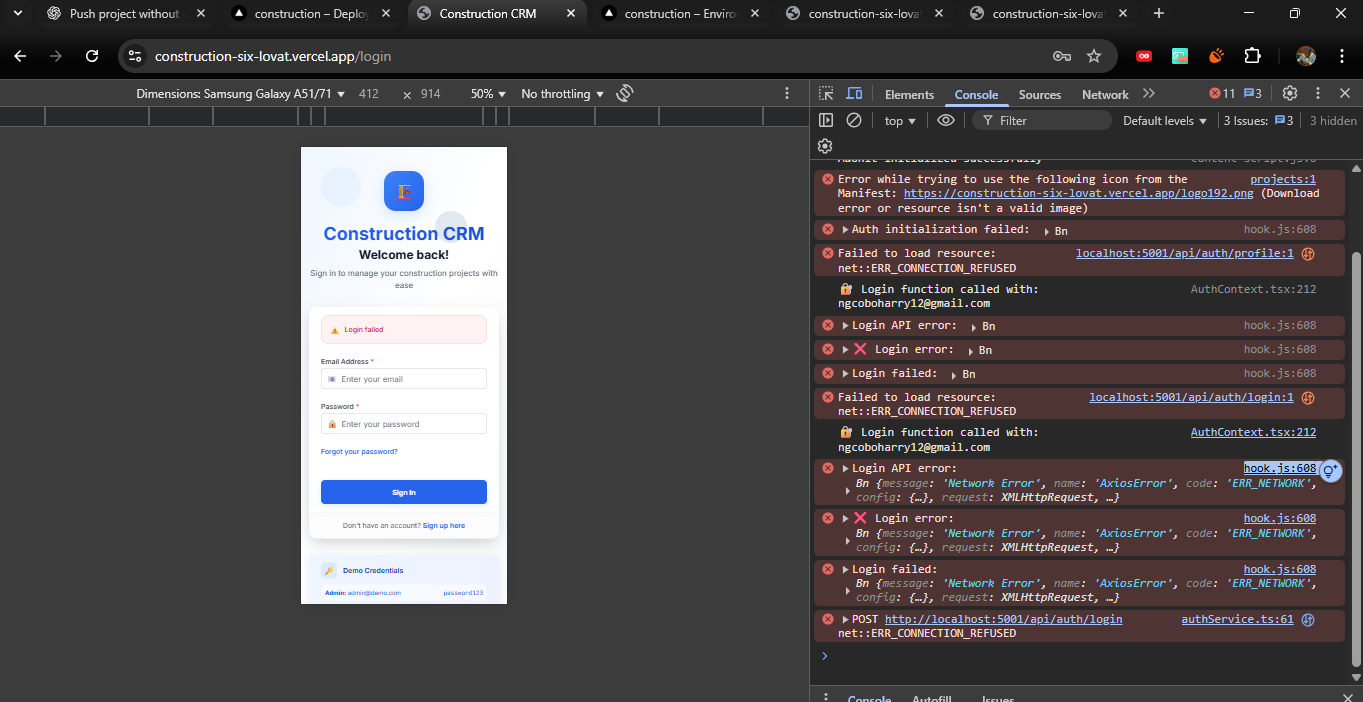 Push project without
construction – Deploy
Construction CRM
construction – Enviro
construction-six-lovat
construction-six-lovat
construction-six-lovat.vercel.app/login
Dimensions: Samsung Galaxy A51/71 412 × 914 50% No throttling
Elements Console Sources Network 11 3
top Filter Default levels 3 Issues: 3 3 hidden
Error while trying to use the following icon from the projects:1
Manifest: https://construction-six-lovat.vercel.app/logo192.png (Download
error or resource isn't a valid image)
Auth initialization failed: Bn hook.js:608
Failed to load resource: localhost:5001/api/auth/profile:1
net::ERR_CONNECTION_REFUSED
🔐 Login function called with: AuthContext.tsx:212
ngcoboharry12@gmail.com
Login API error: Bn hook.js:608
❌ Login error: Bn hook.js:608
Login failed: Bn hook.js:608
Failed to load resource: localhost:5001/api/auth/login:1
net::ERR_CONNECTION_REFUSED
🔐 Login function called with: AuthContext.tsx:212
ngcoboharry12@gmail.com
Login API error: hook.js:608
Bn {message: 'Network Error', name: 'AxiosError', code: 'ERR_NETWORK',
config: {…}, request: XMLHttpRequest, …}
❌ Login error: hook.js:608
Bn {message: 'Network Error', name: 'AxiosError', code: 'ERR_NETWORK',
config: {…}, request: XMLHttpRequest, …}
Login failed: hook.js:608
Bn {message: 'Network Error', name: 'AxiosError', code: 'ERR_NETWORK',
config: {…}, request: XMLHttpRequest, …}
POST http://localhost:5001/api/auth/login authService.ts:61
net::ERR_CONNECTION_REFUSED
Console Autofill Issues
Construction CRM
Welcome back!
Sign in to manage your construction projects with
ease
Login failed
Email Address *
Enter your email
Password *
Enter your password
Forgot your password?
Sign In
Don't have an account? Sign up here
Demo Credentials
Admin: admin@demo.com password123